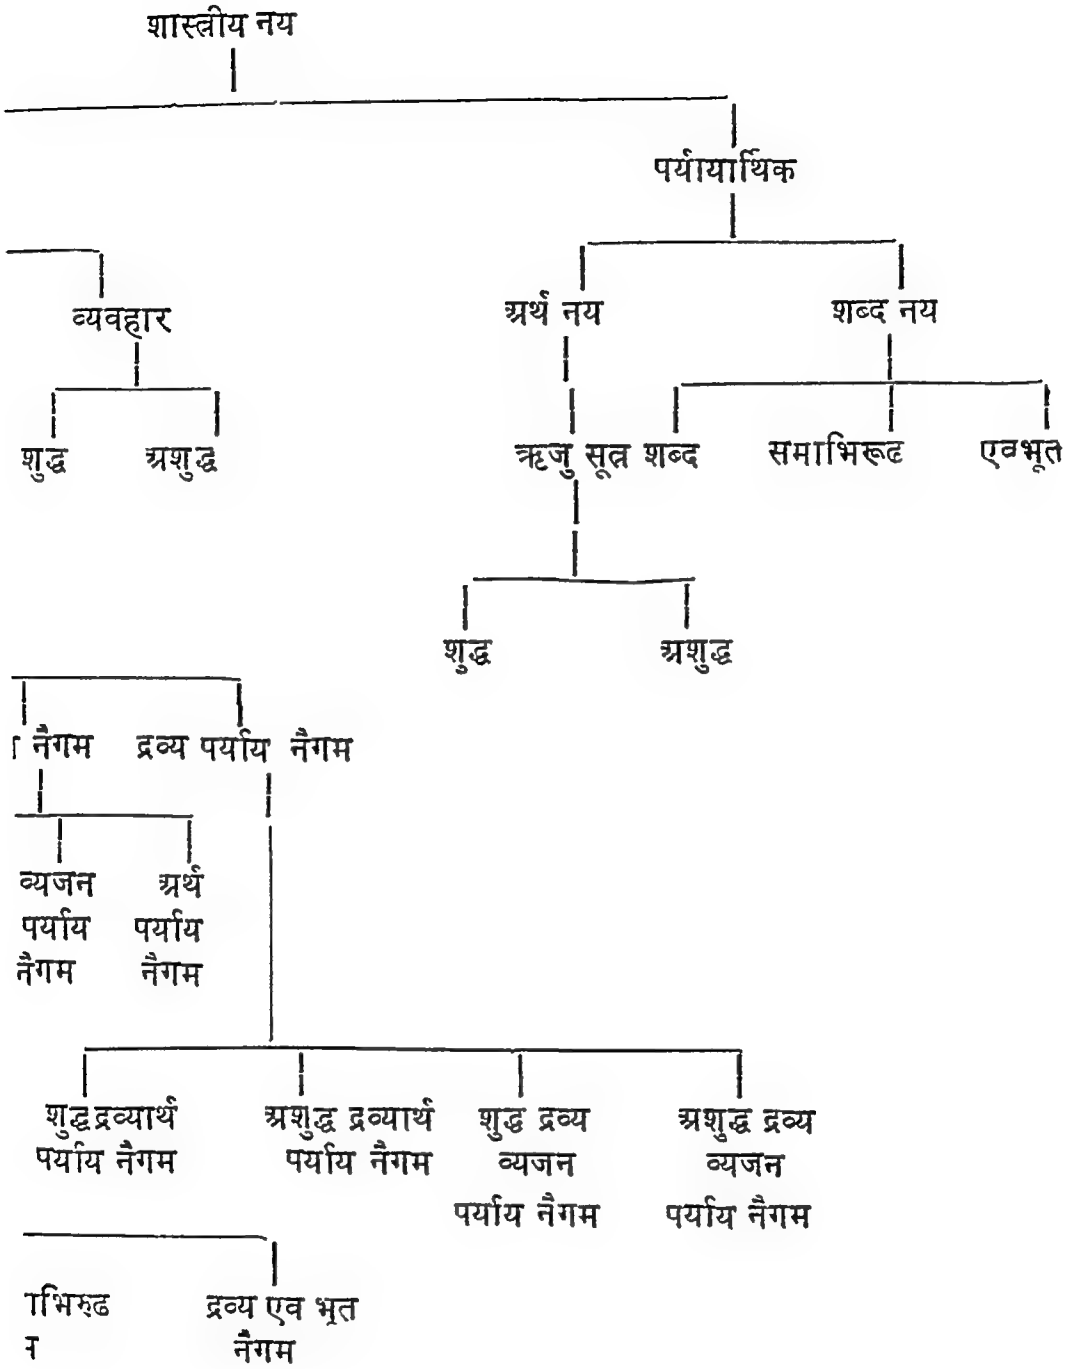 शास्त्रीय नय
पर्यायार्थिक
व्यवहार अर्थ नय शब्द नय
शुद्ध अशुद्ध ऋजु सूत्र शब्द समाभिरूढ एवभूत
शुद्ध अशुद्ध
नैगम द्रव्य पर्याय नैगम
व्यजन अर्थ
पर्याय पर्याय
नैगम नैगम
शुद्धद्रव्यार्थ अशुद्ध द्रव्यार्थ शुद्ध द्रव्य अशुद्ध द्रव्य
पर्याय नैगम पर्याय नैगम व्यजन व्यजन
पर्याय नैगम पर्याय नैगम
द्रव्य एव भूत
नैगम